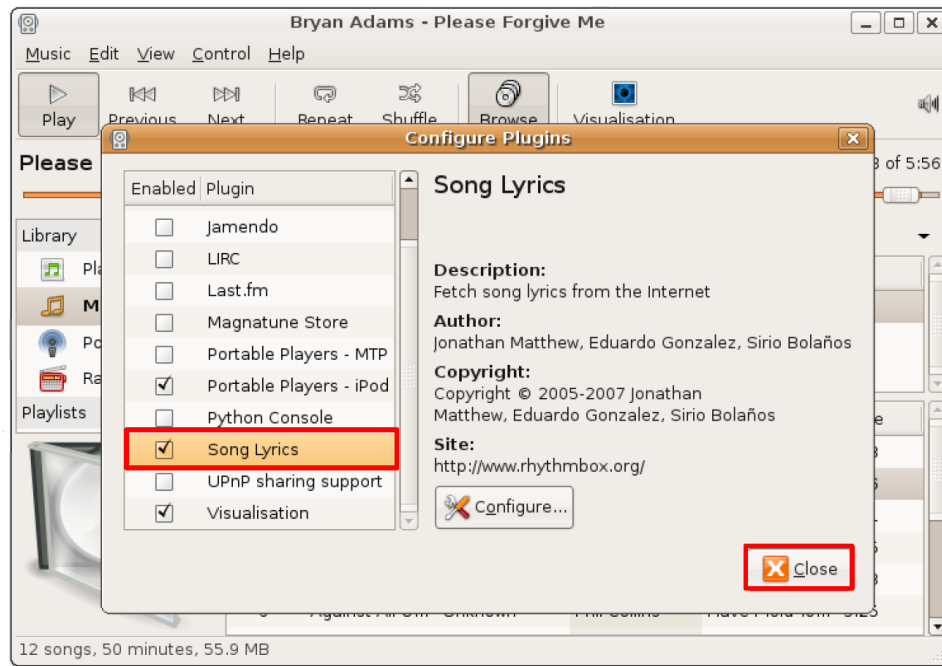 Bryan Adams - Please Forgive Me
Music Edit View Control Help
Play Previous Next Repeat Shuffle Browse Visualisation
Configure Plugins
Please
of 5:56
Enabled Plugin
Song Lyrics
Library
Jamendo
LIRC
Last.fm
Magnatune Store
Portable Players - MTP
Portable Players - iPod
Python Console
Song Lyrics
UPnP sharing support
Visualisation
Description:
Fetch song lyrics from the Internet
Author:
Jonathan Matthew, Eduardo Gonzalez, Sirio Bolaños
Copyright:
Copyright © 2005-2007 Jonathan
Matthew, Eduardo Gonzalez, Sirio Bolaños
Site:
http://www.rhythmbox.org/
Configure...
Close
Playlists
12 songs, 50 minutes, 55.9 MB